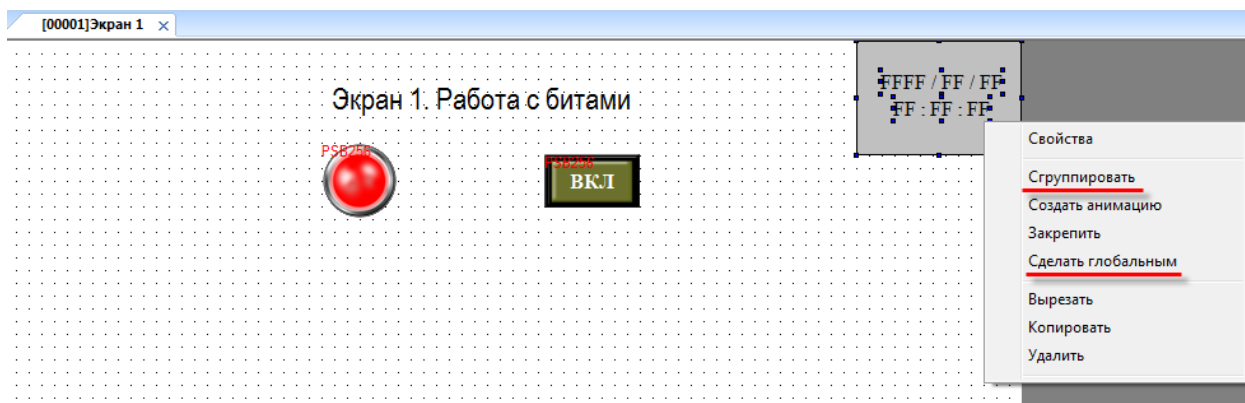 [00001]Экран 1
Экран 1. Работа с битами
FFFF / FF / FF
FF : FF : FF
PSB256
PSB256
ВКЛ
Свойства
Сгруппировать
Создать анимацию
Закрепить
Сделать глобальным
Вырезать
Копировать
Удалить